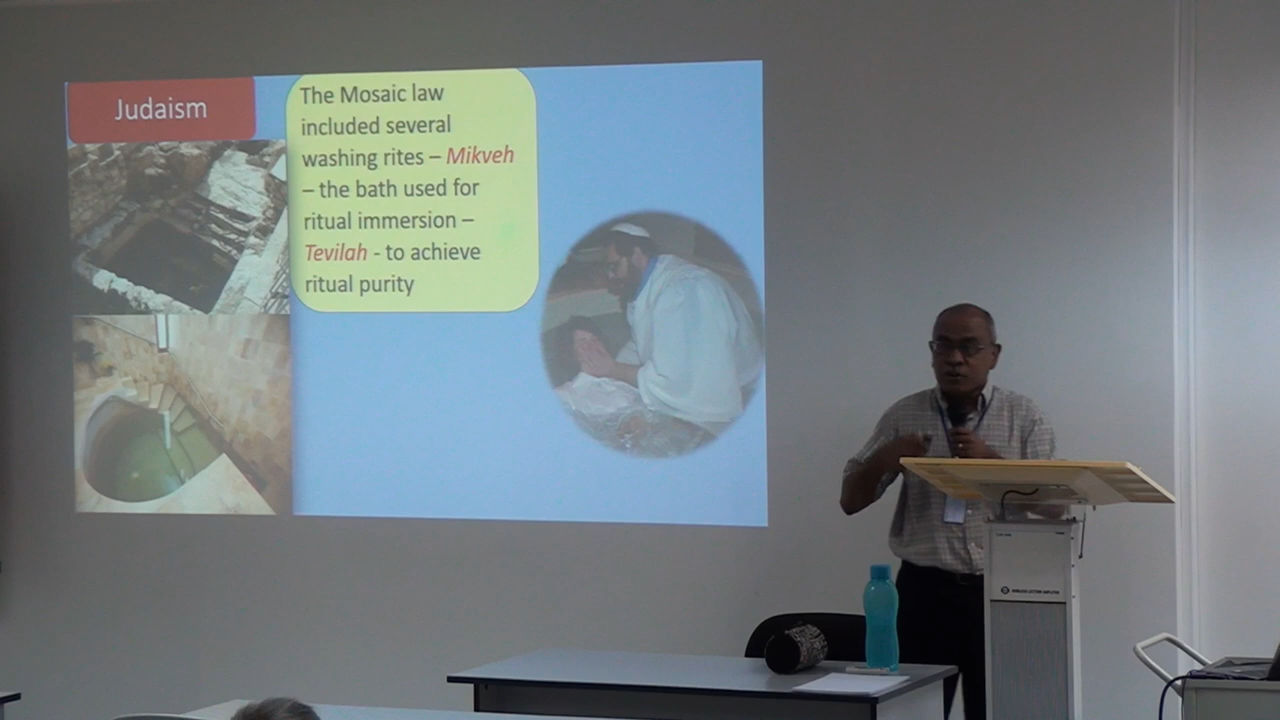 Judaism
The Mosaic law
included several
washing rites – Mikveh
– the bath used for
ritual immersion –
Tevilah - to achieve
ritual purity